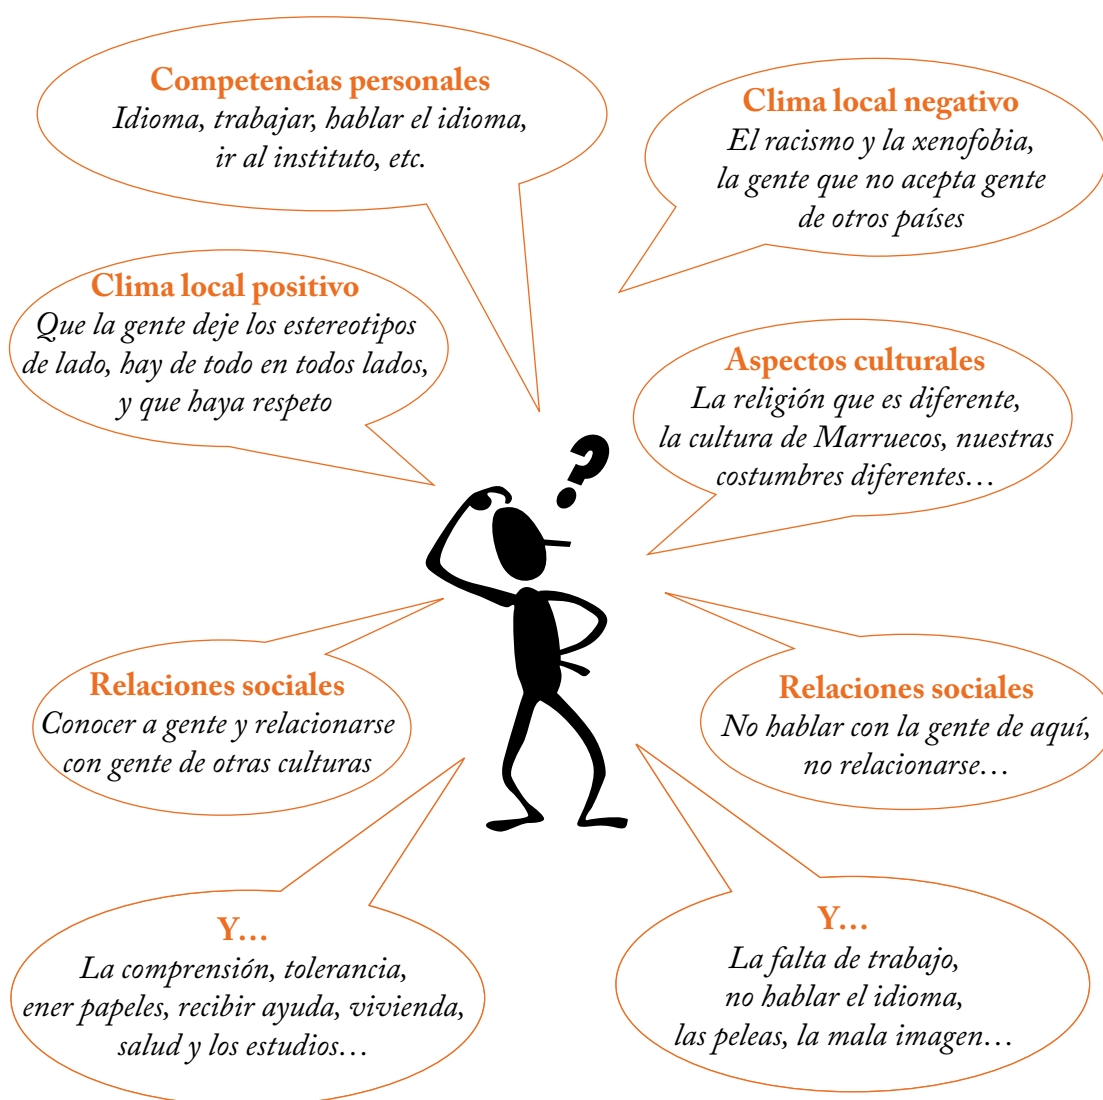 Competencias personales
Idioma, trabajar, hablar el idioma,
ir al instituto, etc.
Clima local negativo
El racismo y la xenofobia,
la gente que no acepta gente
de otros países
Clima local positivo
Que la gente deje los estereotipos
de lado, hay de todo en todos lados,
y que haya respeto
Aspectos culturales
La religión que es diferente,
la cultura de Marruecos, nuestras
costumbres diferentes…
?
Relaciones sociales
Conocer a gente y relacionarse
con gente de otras culturas
Relaciones sociales
No hablar con la gente de aquí,
no relacionarse…
Y…
La comprensión, tolerancia,
ener papeles, recibir ayuda, vivienda,
salud y los estudios…
Y…
La falta de trabajo,
no hablar el idioma,
las peleas, la mala imagen…